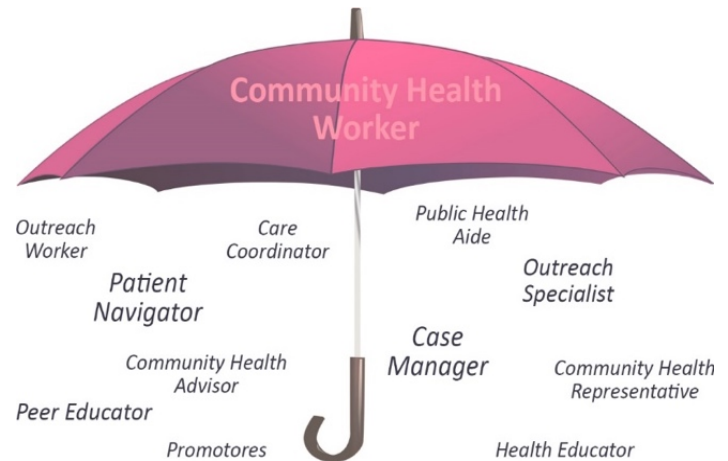 Community Health
Worker
Outreach
Worker
Care
Coordinator
Public Health
Aide
Patient
Navigator
Outreach
Specialist
Case
Manager
Community Health
Advisor
Community Health
Representative
Peer Educator
Promotores
Health Educator